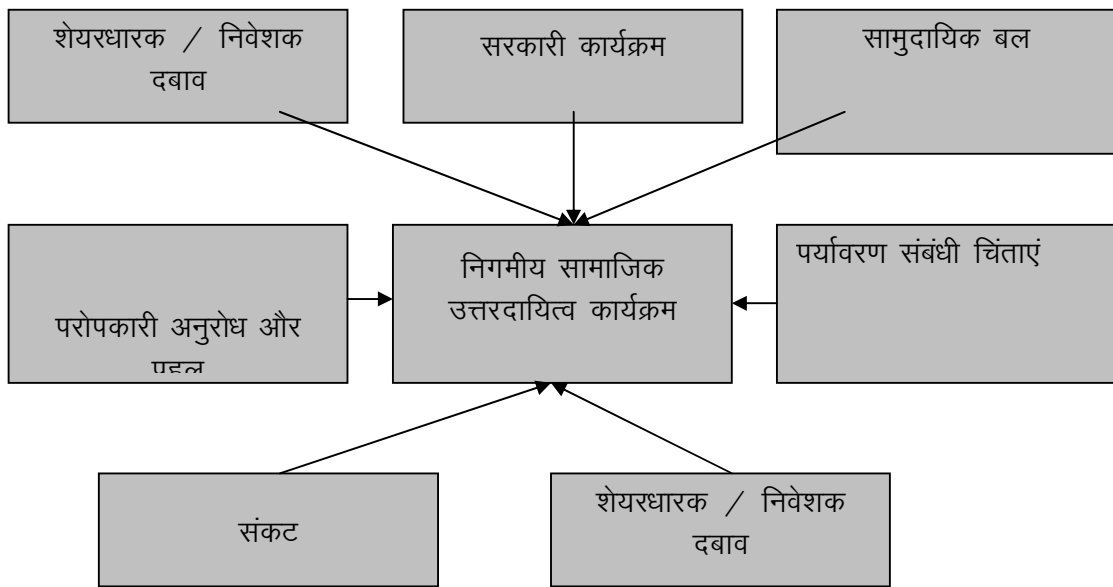 शेयरधारक / निवेशक
दबाव
सरकारी कार्यक्रम
सामुदायिक बल
परोपकारी अनुरोध और
पहल
निगमीय सामाजिक
उत्तरदायित्व कार्यक्रम
पर्यावरण संबंधी चिंताएं
संकट
शेयरधारक / निवेशक
दबाव